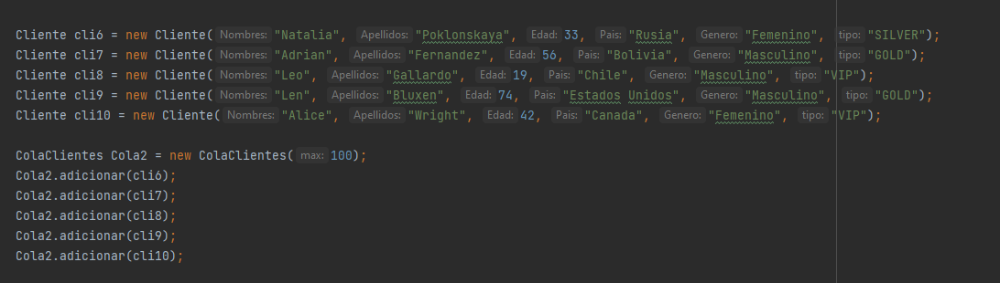 Cliente cli6 = new Cliente( Nombres: "Natalia", Apellidos: "Poklonskaya", Edad: 33, Pais: "Rusia", Genero: "Femenino", tipo: "SILVER");
Cliente cli7 = new Cliente( Nombres: "Adrian", Apellidos: "Fernandez", Edad: 56, Pais: "Bolivia", Genero: "Masculino", tipo: "GOLD");
Cliente cli8 = new Cliente( Nombres: "Leo", Apellidos: "Gallardo", Edad: 19, Pais: "Chile", Genero: "Masculino", tipo: "VIP");
Cliente cli9 = new Cliente( Nombres: "Len", Apellidos: "Bluxen", Edad: 74, Pais: "Estados Unidos", Genero: "Masculino", tipo: "GOLD");
Cliente cli10 = new Cliente( Nombres: "Alice", Apellidos: "Wright", Edad: 42, Pais: "Canada", Genero: "Femenino", tipo: "VIP");
ColaClientes Cola2 = new ColaClientes( max: 100);
Cola2.adicionar(cli6);
Cola2.adicionar(cli7);
Cola2.adicionar(cli8);
Cola2.adicionar(cli9);
Cola2.adicionar(cli10);